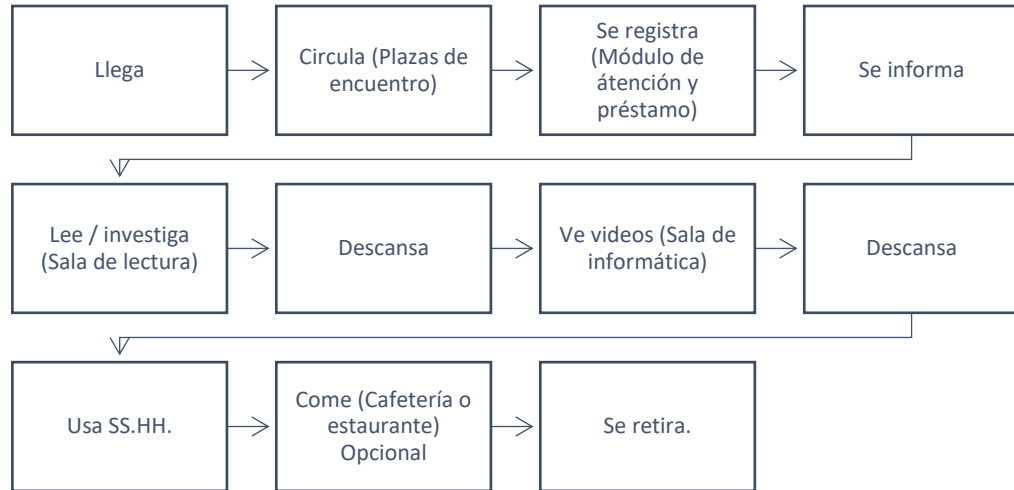 Llega
Circula (Plazas de
encuentro)
Se registra
(Módulo de
átención y
préstamo)
Se informa
Lee / investiga
(Sala de lectura)
Descansa
Ve videos (Sala de
informática)
Descansa
Usa SS.HH.
Come (Cafetería o
estaurante)
Opcional
Se retira.